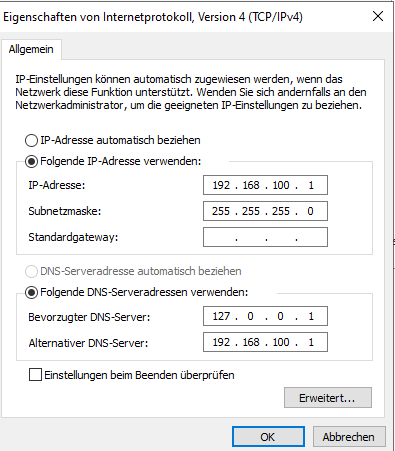 Eigenschaften von Internetprotokoll, Version 4 (TCP/IPv4)
Allgemein
IP-Einstellungen können automatisch zugewiesen werden, wenn das
Netzwerk diese Funktion unterstützt. Wenden Sie sich andernfalls an den
Netzwerkadministrator, um die geeigneten IP-Einstellungen zu beziehen.
IP-Adresse automatisch beziehen
Folgende IP-Adresse verwenden:
IP-Adresse: 192 . 168 . 100 . 1
Subnetzmaske: 255 . 255 . 255 . 0
Standardgateway: . . .
DNS-Serveradresse automatisch beziehen
Folgende DNS-Serveradressen verwenden:
Bevorzugter DNS-Server: 127 . 0 . 0 . 1
Alternativer DNS-Server: 192 . 168 . 100 . 1
Einstellungen beim Beenden überprüfen
Erweitert...
OK Abbrechen